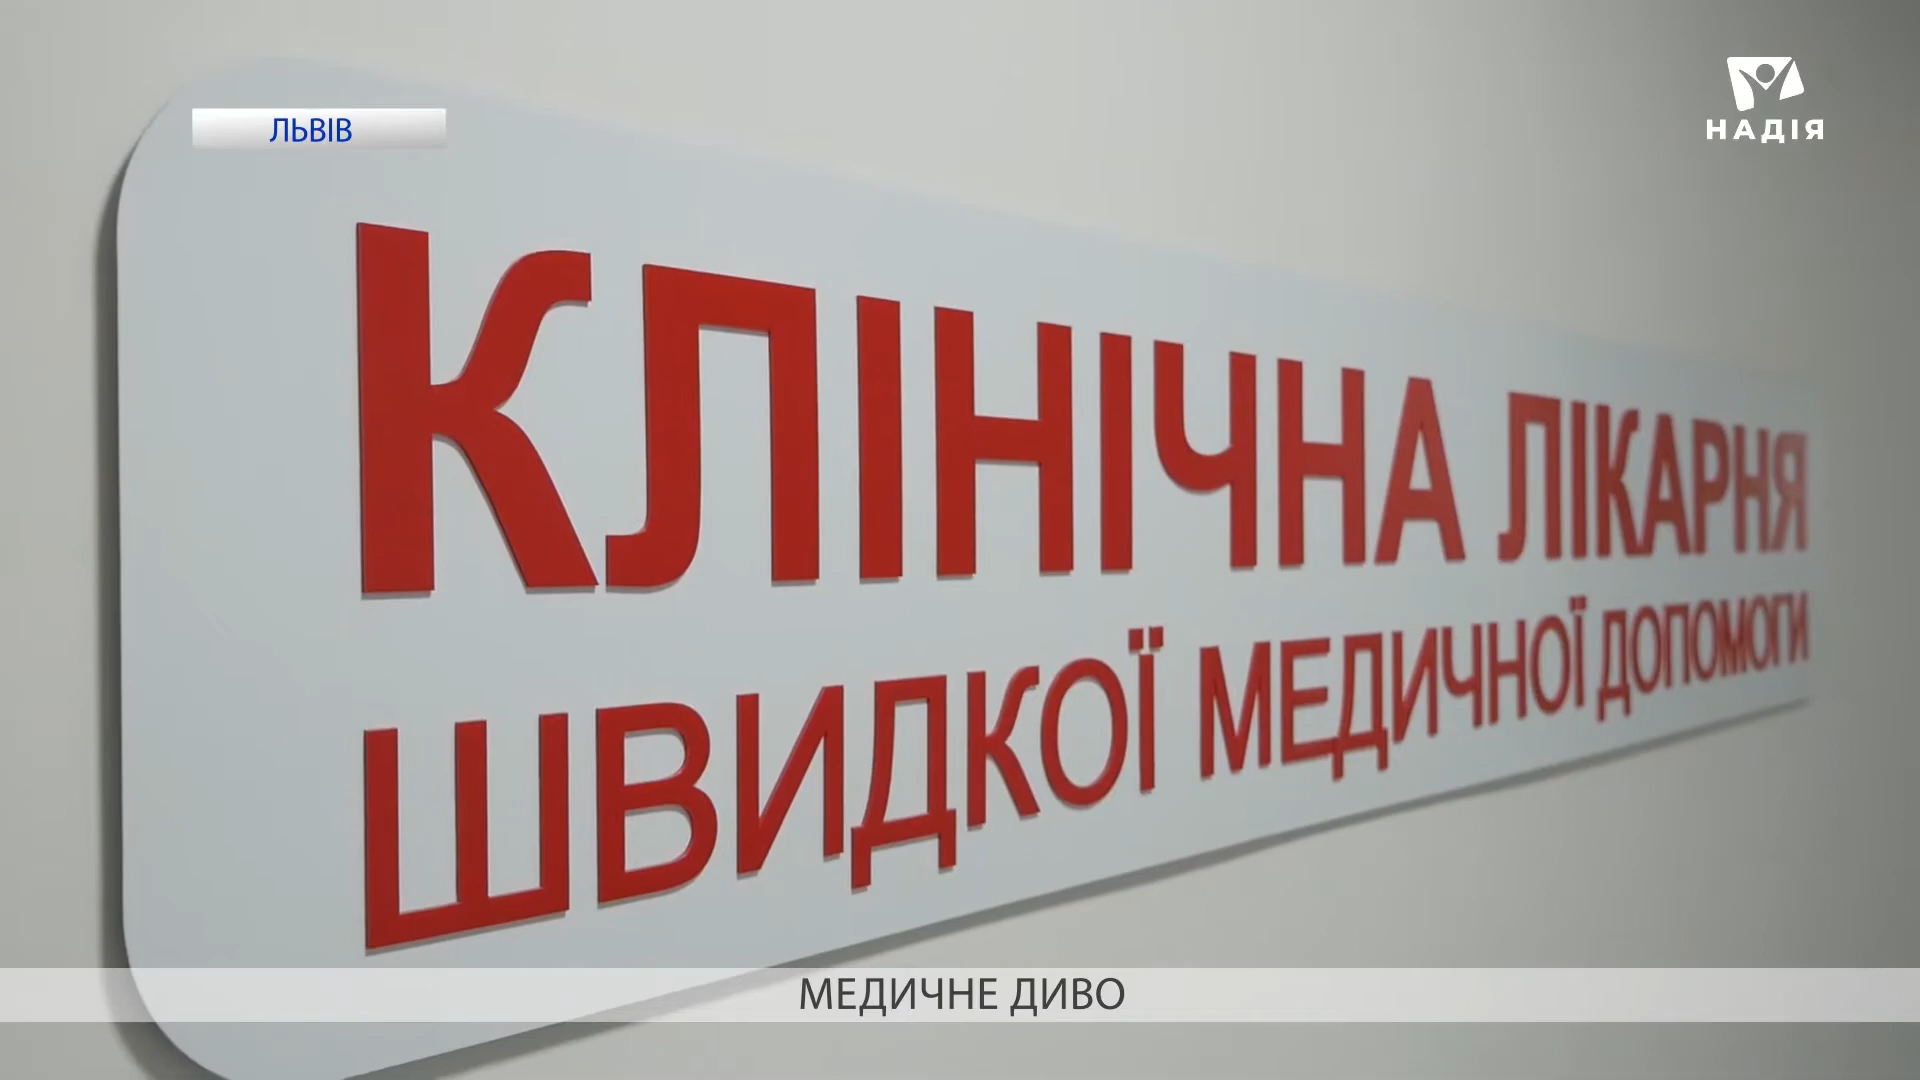 ЛЬВІВ
НАДІЯ
КЛІНІЧНА ЛІКАРНЯ
ШВИДКОЇ МЕДИЧНОЇ ДОПОМОГИ
МЕДИЧНЕ ДИВО